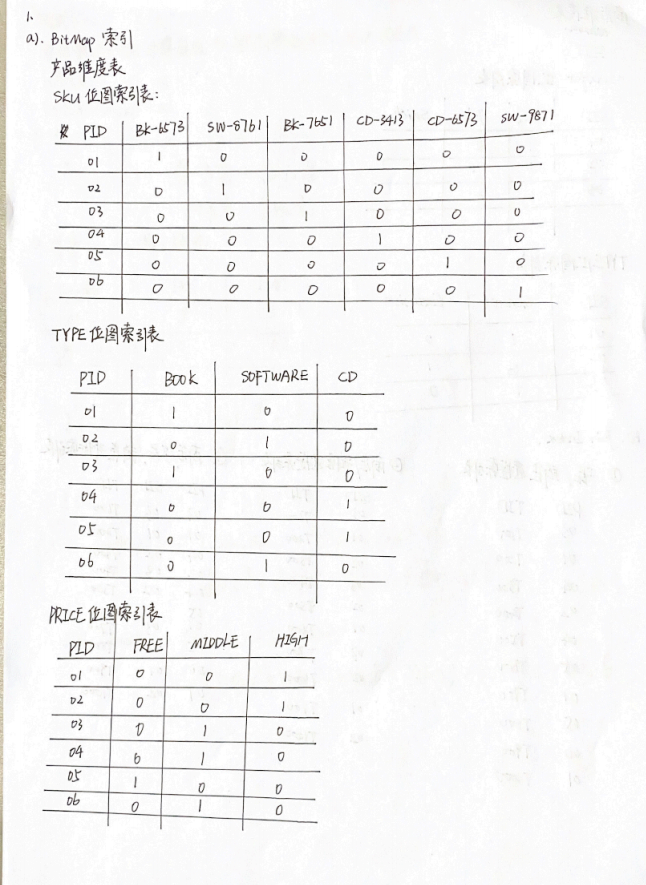 1.
a). BitMap 索引
产品维度表
SKU 位图索引表:
PID BK-6573 SW-8761 BK-7651 CD-3413 CD-6573 SW-9871
01 1 0 0 0 0 0
02 0 1 0 0 0 0
03 0 0 1 0 0 0
04 0 0 0 1 0 0
05 0 0 0 0 1 0
06 0 0 0 0 0 1
TYPE 位图索引表
PID BOOK SOFTWARE CD
01 1 0 0
02 0 1 0
03 1 0 0
04 0 0 1
05 0 0 1
06 0 1 0
PRICE 位图索引表
PID FREE MIDDLE HIGH
01 0 0 1
02 0 0 1
03 0 1 0
04 0 1 0
05 1 0 0
06 0 1 0